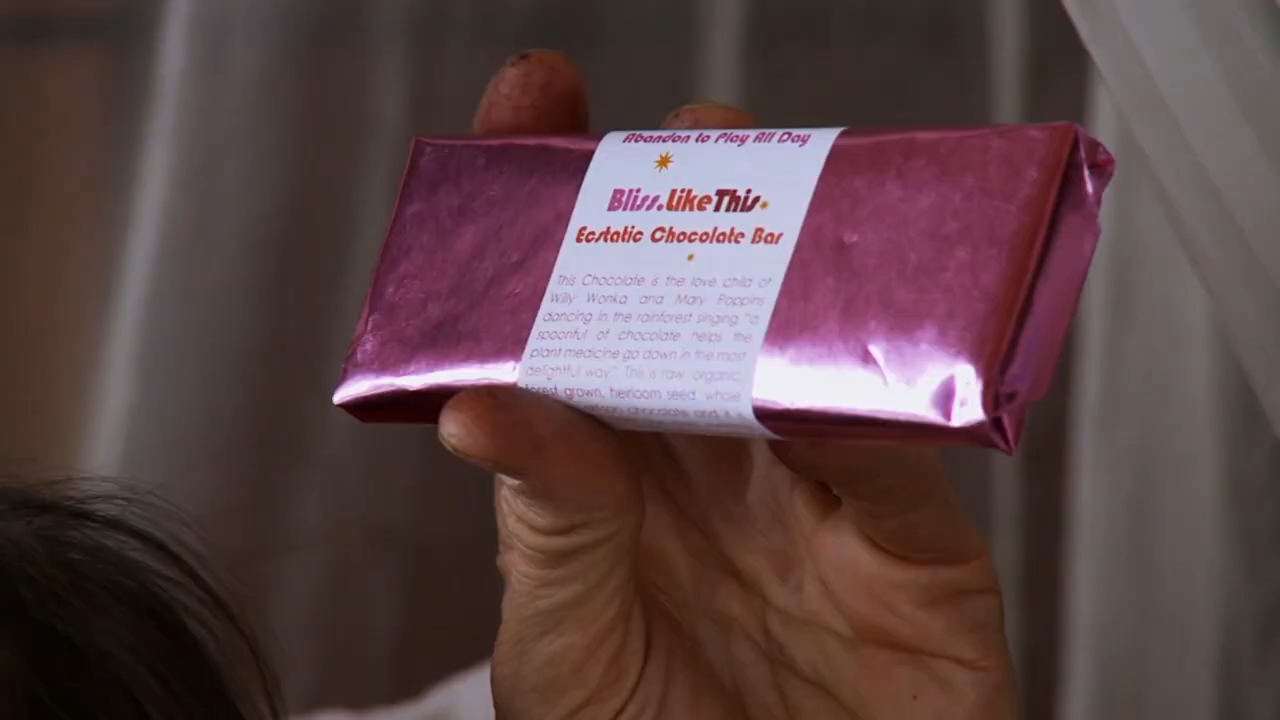 Abandon to Play All Day
Bliss.LikeThis.
Ecstatic Chocolate Bar
This Chocolate is the love child of
Willy Wonka and Mary Poppins
dancing in the rainforest singing "a
spoonful of chocolate helps the
plant medicine go down in the most
delightful way". This is raw, organic,
forest grown, heirloom seed, whole
chocolate and